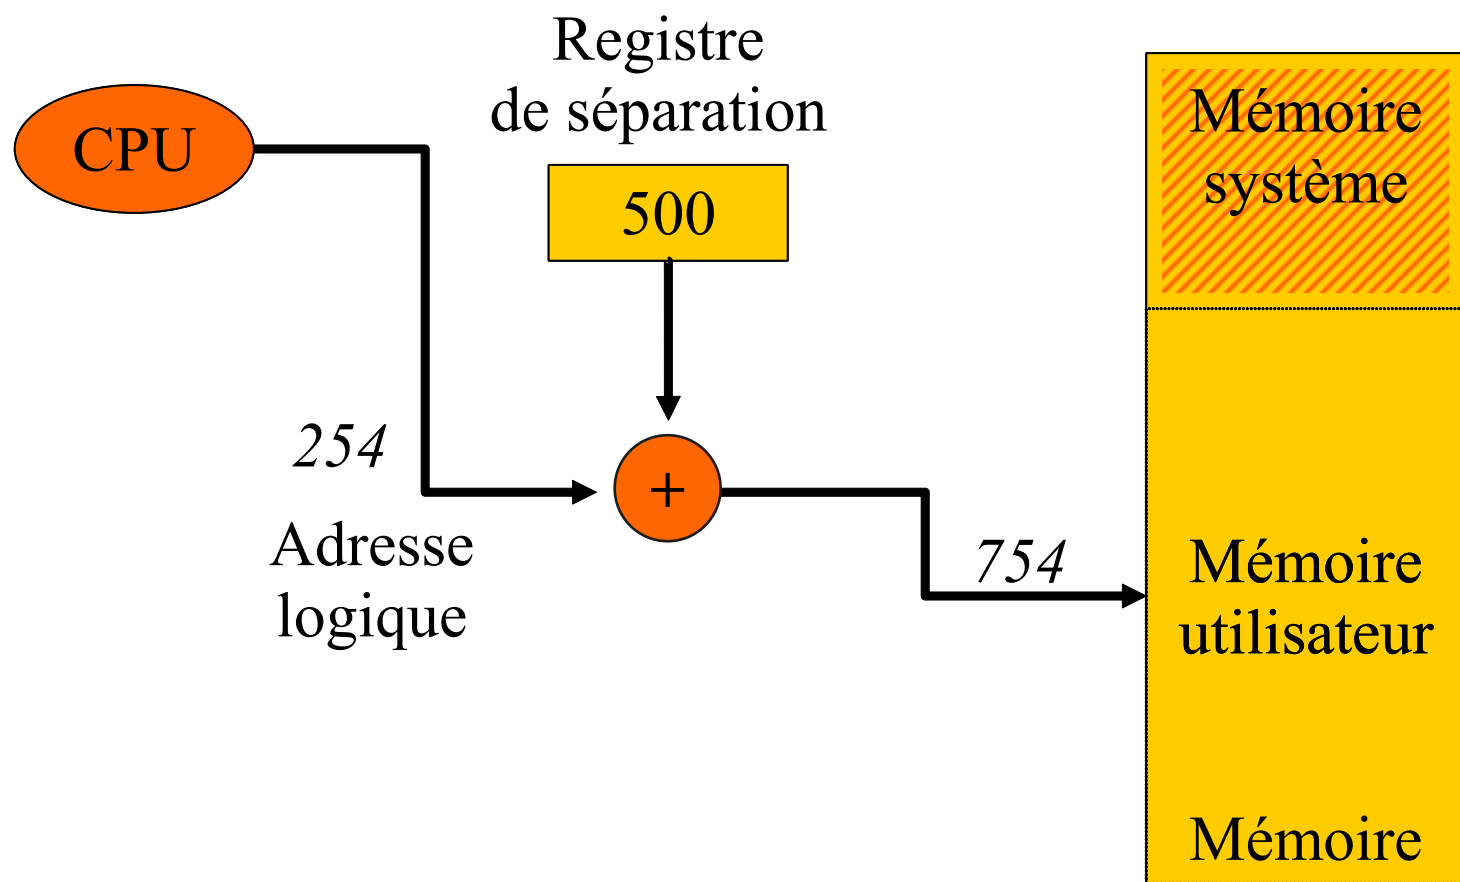 Registre
de séparation
CPU
500
254
Adresse
logique
+
754
Mémoire
système
Mémoire
utilisateur
Mémoire